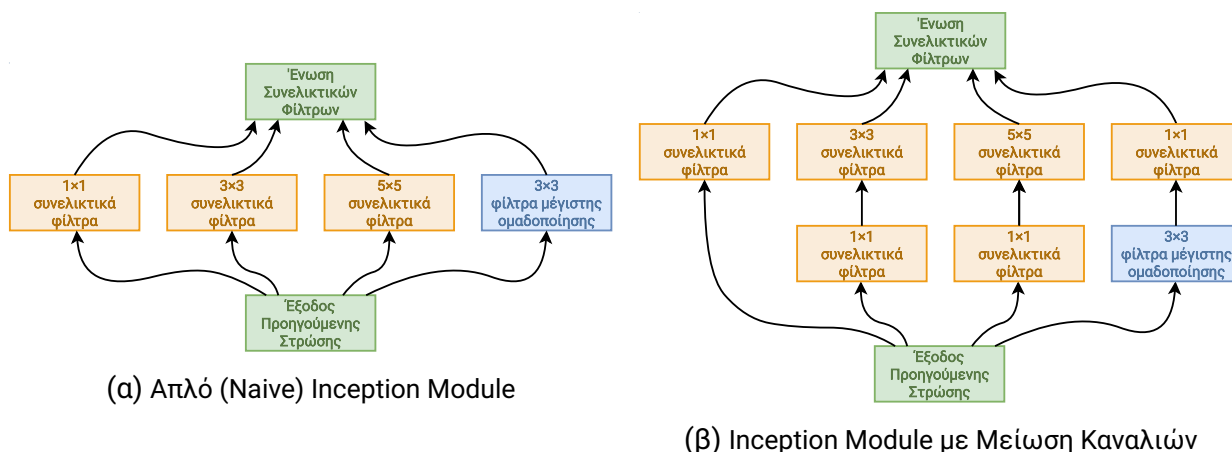 Ένωση
Συνελικτικών
Φίλτρων
1×1
συνελικτικά
φίλτρα
3×3
συνελικτικά
φίλτρα
5×5
συνελικτικά
φίλτρα
3×3
φίλτρα μέγιστης
ομαδοποίησης
Έξοδος
Προηγούμενης
Στρώσης
(α) Απλό (Naive) Inception Module
Ένωση
Συνελικτικών
Φίλτρων
1×1
συνελικτικά
φίλτρα
3×3
συνελικτικά
φίλτρα
5×5
συνελικτικά
φίλτρα
1×1
συνελικτικά
φίλτρα
1×1
συνελικτικά
φίλτρα
1×1
συνελικτικά
φίλτρα
3×3
φίλτρα μέγιστης
ομαδοποίησης
Έξοδος
Προηγούμενης
Στρώσης
(β) Inception Module με Μείωση Καναλιών